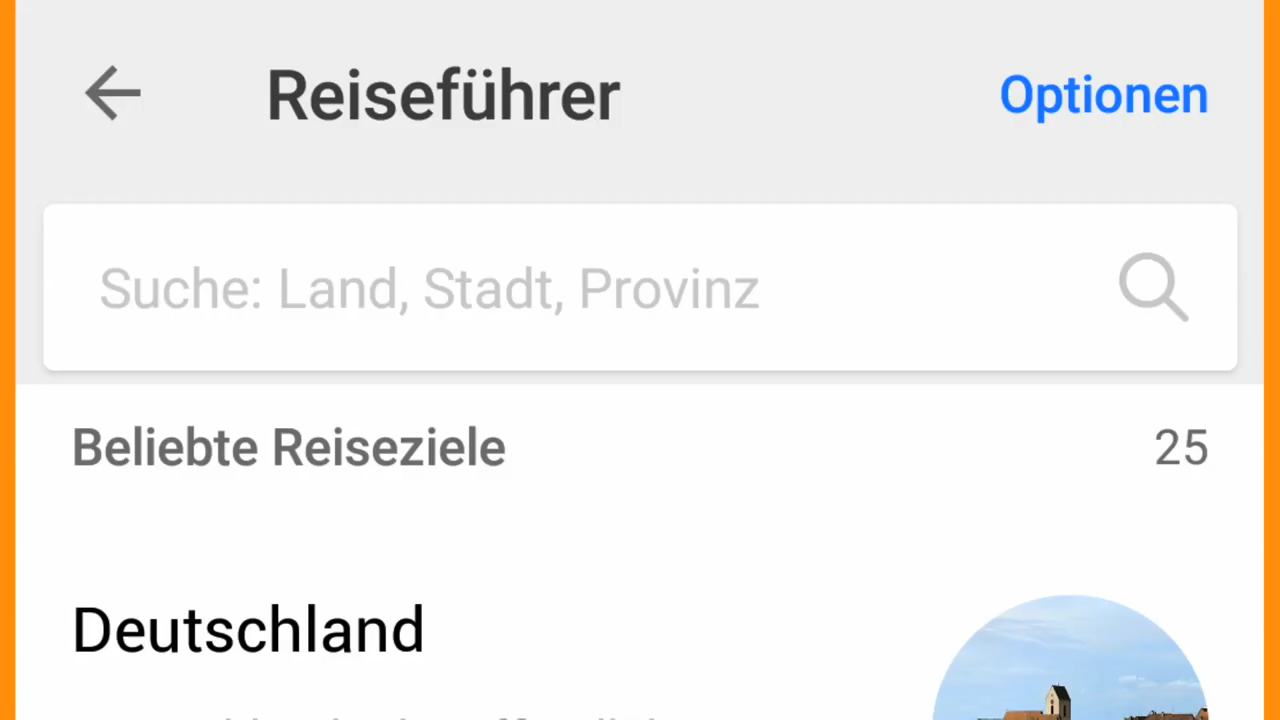 Reiseführer
Optionen
Suche: Land, Stadt, Provinz
Beliebte Reiseziele
25
Deutschland